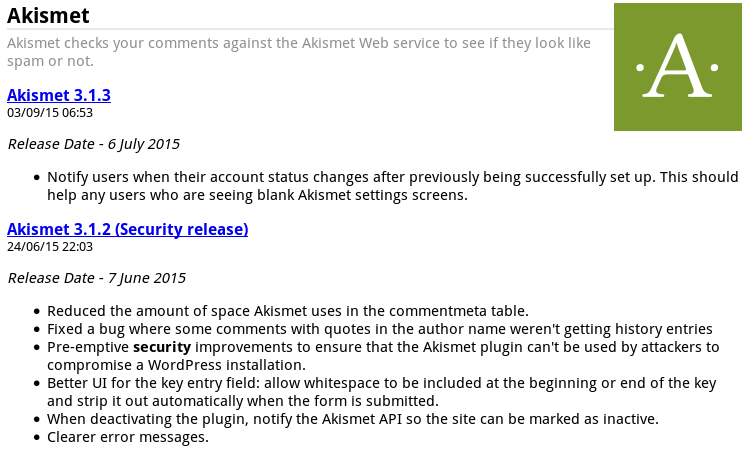 Akismet
Akismet checks your comments against the Akismet Web service to see if they look like
spam or not.
·A·
Akismet 3.1.3
03/09/15 06:53
Release Date - 6 July 2015
• Notify users when their account status changes after previously being successfully set up. This should
help any users who are seeing blank Akismet settings screens.
Akismet 3.1.2 (Security release)
24/06/15 22:03
Release Date - 7 June 2015
• Reduced the amount of space Akismet uses in the commentmeta table.
• Fixed a bug where some comments with quotes in the author name weren't getting history entries
• Pre-emptive security improvements to ensure that the Akismet plugin can't be used by attackers to
compromise a WordPress installation.
• Better UI for the key entry field: allow whitespace to be included at the beginning or end of the key
and strip it out automatically when the form is submitted.
• When deactivating the plugin, notify the Akismet API so the site can be marked as inactive.
• Clearer error messages.